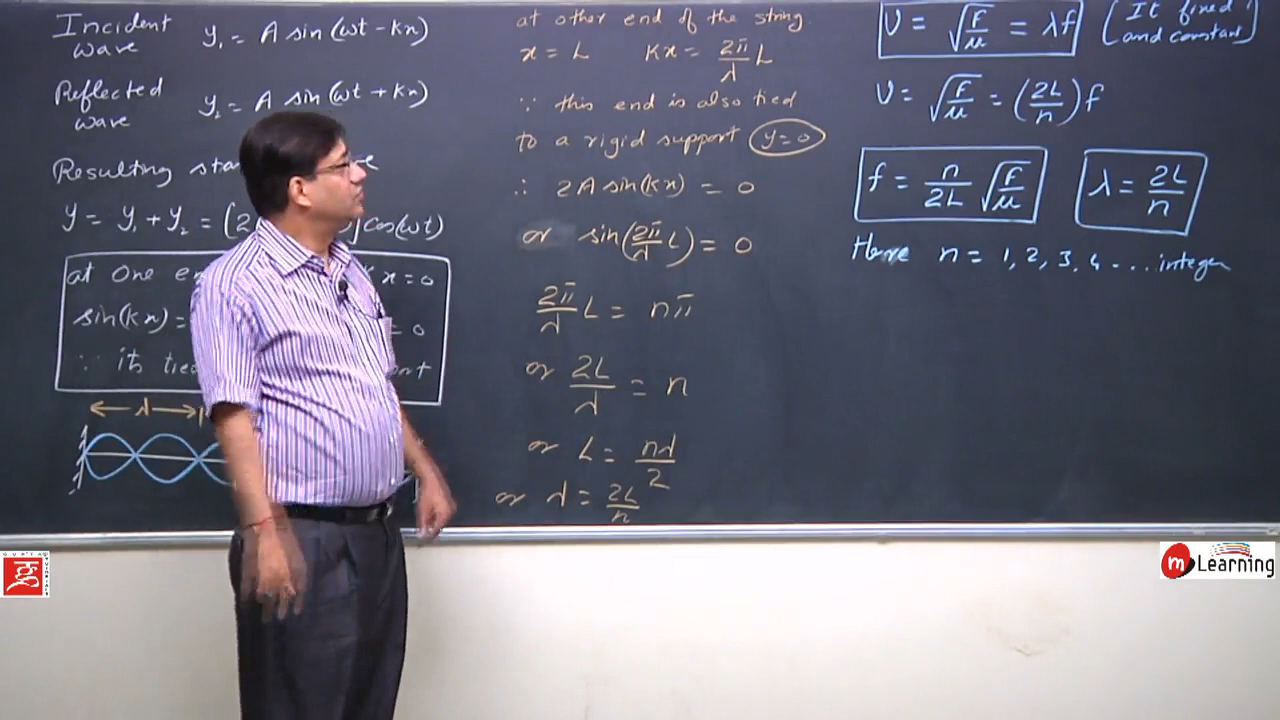 Incident wave y₁ = A sin(ωt - kx)
Reflected wave y₂ = A sin(ωt + kx)
Resulting
y = y₁ + y₂ = (2 cos(ωt)
at one kx = 0
sin(kx) = = 0
∵ its
← λ →
at other end of the string
x = L kx = 2π/λ L
∵ this end is also tied
to a rigid support y = 0
∴ 2A sin(kx) = 0
or sin(2π/λ L) = 0
2π/λ L = nπ
or 2L/λ = n
or L = nλ/2
or λ = 2L/n
v = √(F/μ) = λf (It fixed and constant)
v = √(F/μ) = (2L/n) f
f = n/2L √(F/μ) λ = 2L/n
Here n = 1, 2, 3, 4 ... integer
GUPTA TUTORIALS
m Learning